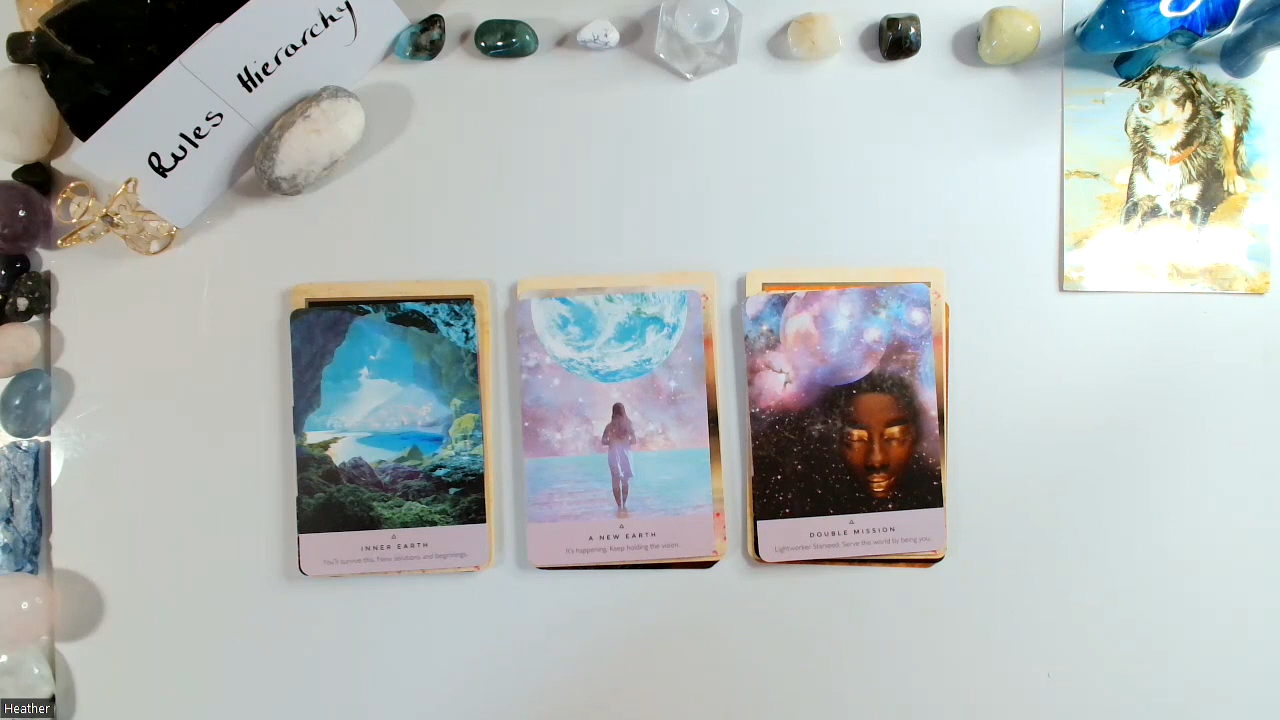 Rules Hierarchy
INNER EARTH
You'll survive this. New solutions and beginnings.
A NEW EARTH
It's happening. Keep holding the vision.
DOUBLE MISSION
Lightworker Starseed. Serve the world by being you.
Heather